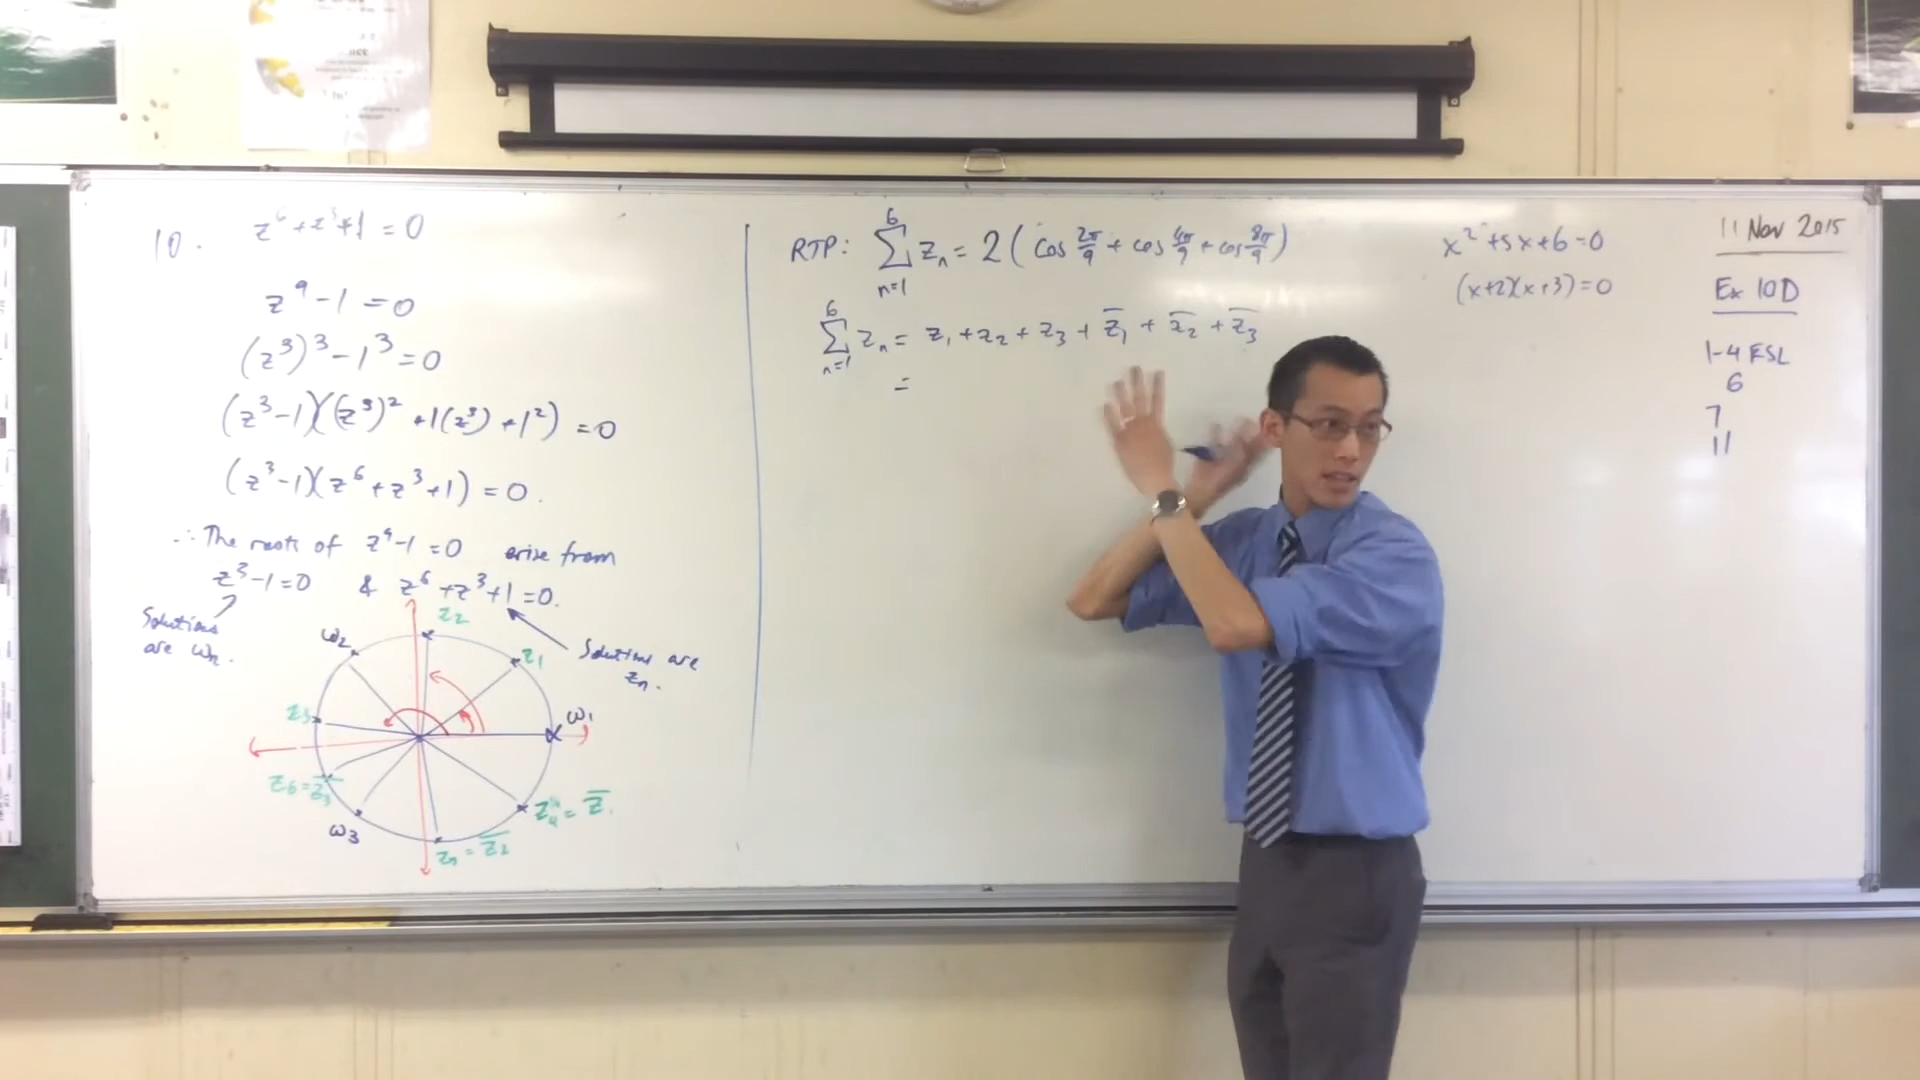 10. z⁶ + z³ + 1 = 0
z⁹ - 1 = 0
(z³)³ - 1³ = 0
(z³-1)((z³)² + 1(z³) + 1²) = 0
(z³-1)(z⁶ + z³ + 1) = 0.
∴ The roots of z⁹-1 = 0 arise from
z³-1 = 0 & z⁶ + z³ + 1 = 0.
Solutions
are ωₙ.
Solutions are
zₙ.
z₂
ω₂
z₁
z₃
ω₁
z₆ = z̄₃
z₄ = z̄.
ω₃
RTP: ∑ₙ₌₁⁶ zₙ = 2(cos 2π/9 + cos 4π/9 + cos 8π/9)
∑ₙ₌₁⁶ zₙ = z₁ + z₂ + z₃ + z̄₁ + z̄₂ + z̄₃
=
x² + 5x + 6 = 0
(x+2)(x+3) = 0
11 Nov 2015
Ex 10D
1-4 ESL
6
7
11